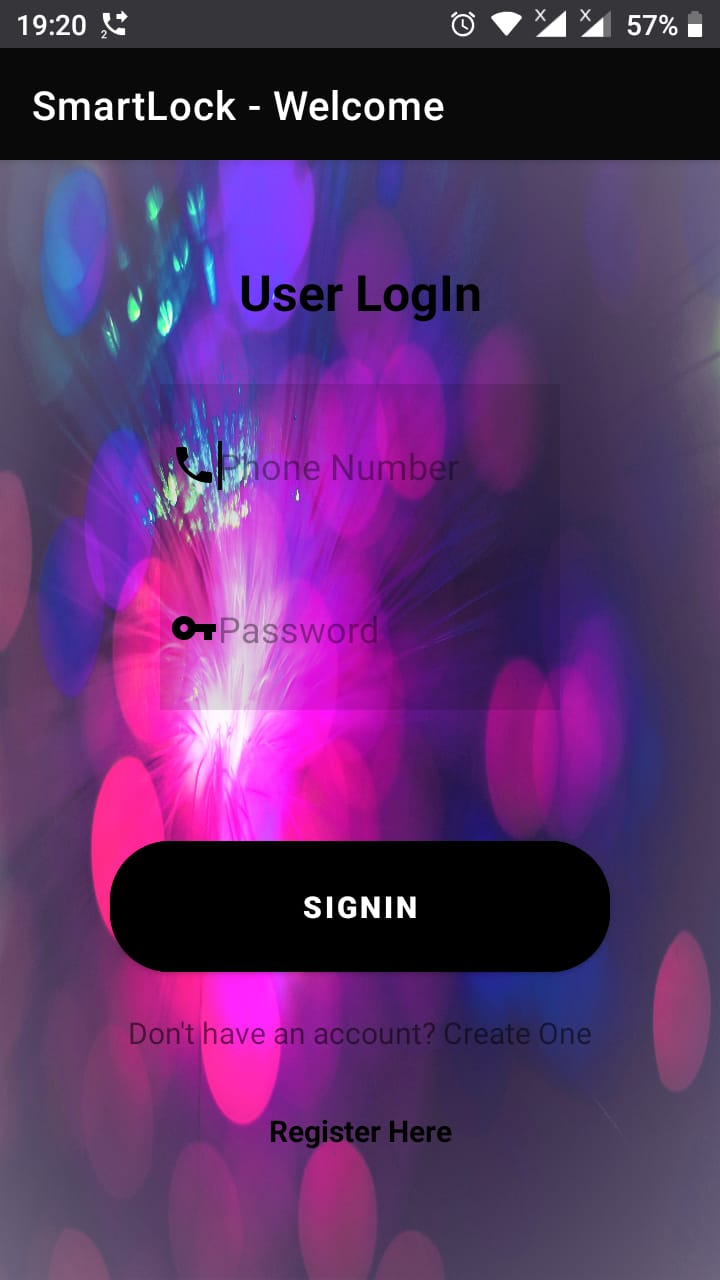 19:20 2 X X 57%
SmartLock - Welcome
User LogIn
Phone Number
Password
SIGNIN
Don't have an account? Create One
Register Here